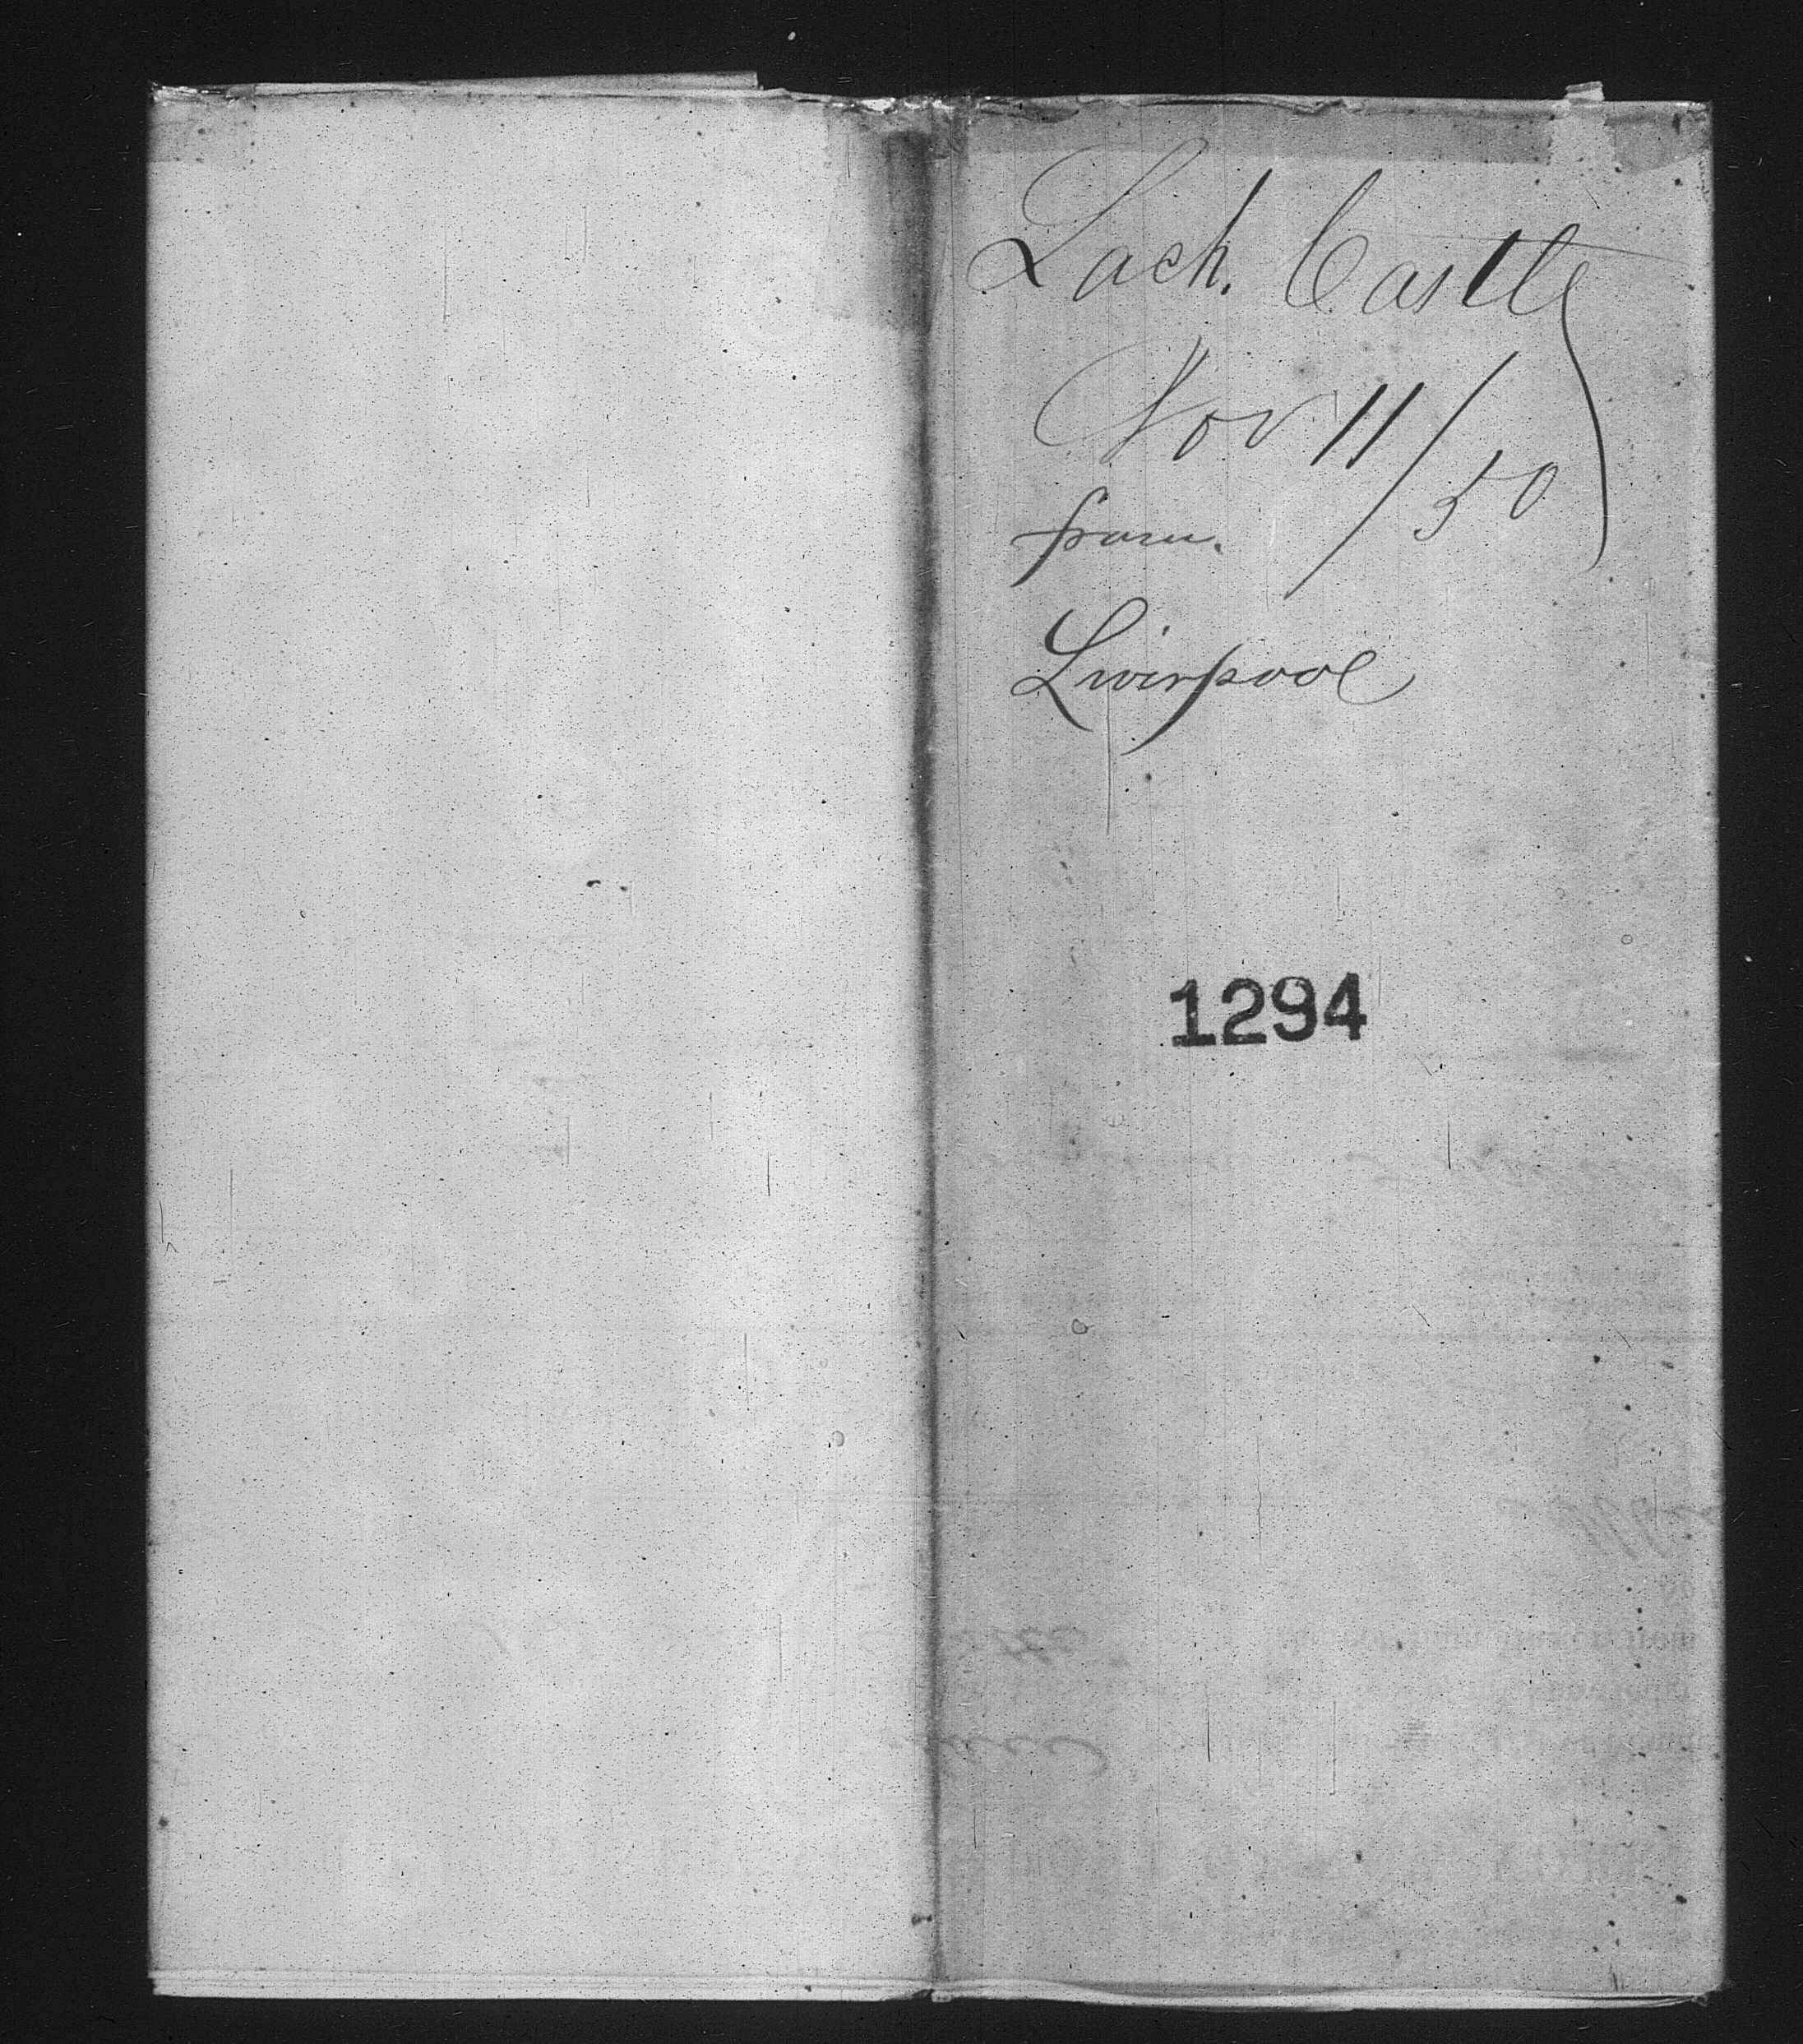 Lach. Castle
Nov 11/50
from.
Liverpool
1294